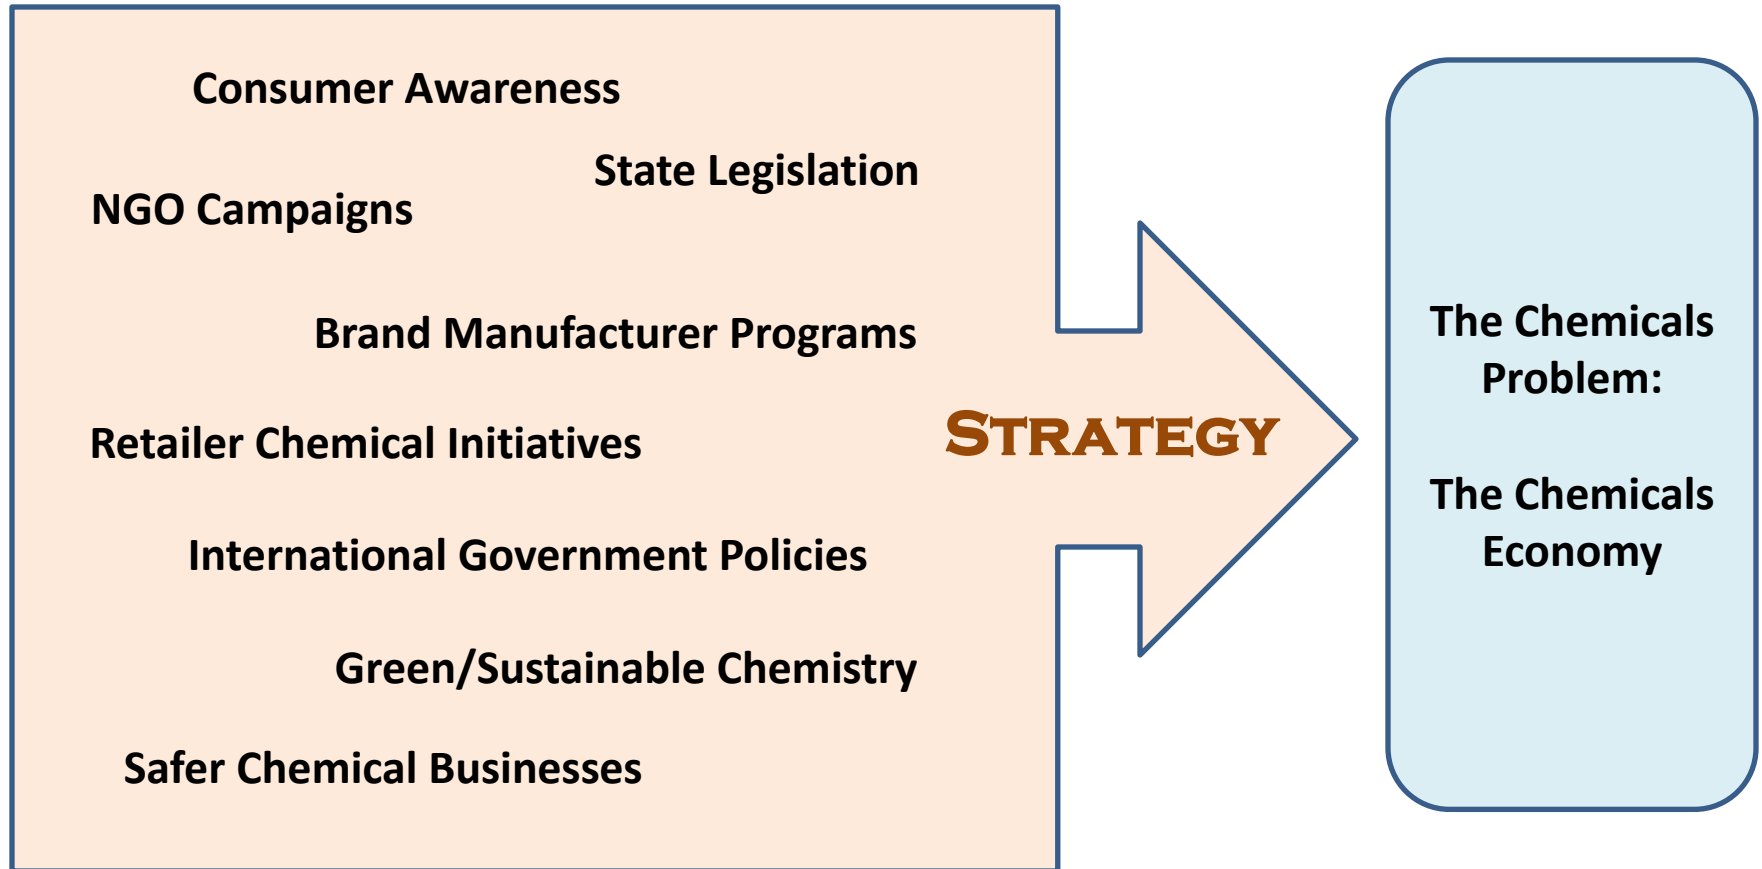 Consumer Awareness
State Legislation
NGO Campaigns
Brand Manufacturer Programs
Retailer Chemical Initiatives
International Government Policies
Green/Sustainable Chemistry
Safer Chemical Businesses
STRATEGY
The Chemicals
Problem:
The Chemicals
Economy